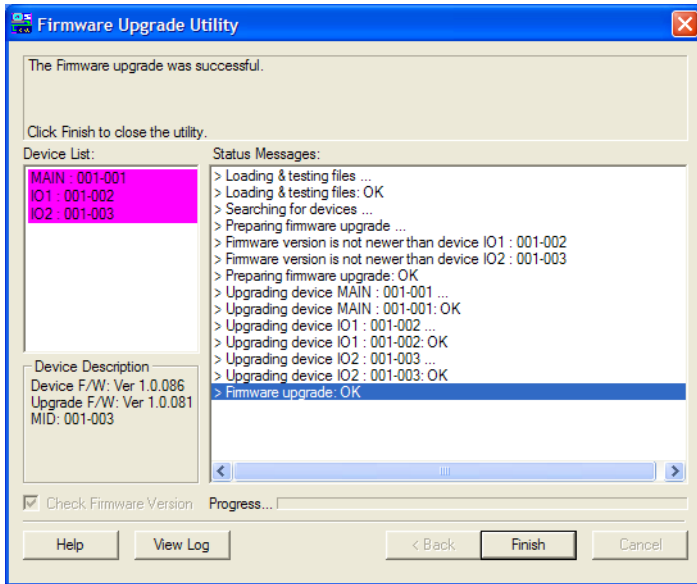 Firmware Upgrade Utility
The Firmware upgrade was successful.
Click Finish to close the utility.
Device List:
MAIN : 001-001
IO1 : 001-002
IO2 : 001-003
Status Messages:
> Loading & testing files ...
> Loading & testing files: OK
> Searching for devices ...
> Preparing firmware upgrade ...
> Firmware version is not newer than device IO1 : 001-002
> Firmware version is not newer than device IO2 : 001-003
> Preparing firmware upgrade: OK
> Upgrading device MAIN : 001-001 ...
> Upgrading device MAIN : 001-001: OK
> Upgrading device IO1 : 001-002 ...
> Upgrading device IO1 : 001-002: OK
> Upgrading device IO2 : 001-003 ...
> Upgrading device IO2 : 001-003: OK
> Firmware upgrade: OK
Device Description
Device F/W: Ver 1.0.086
Upgrade F/W: Ver 1.0.081
MID: 001-003
Check Firmware Version
Progress...
Help
View Log
< Back
Finish
Cancel